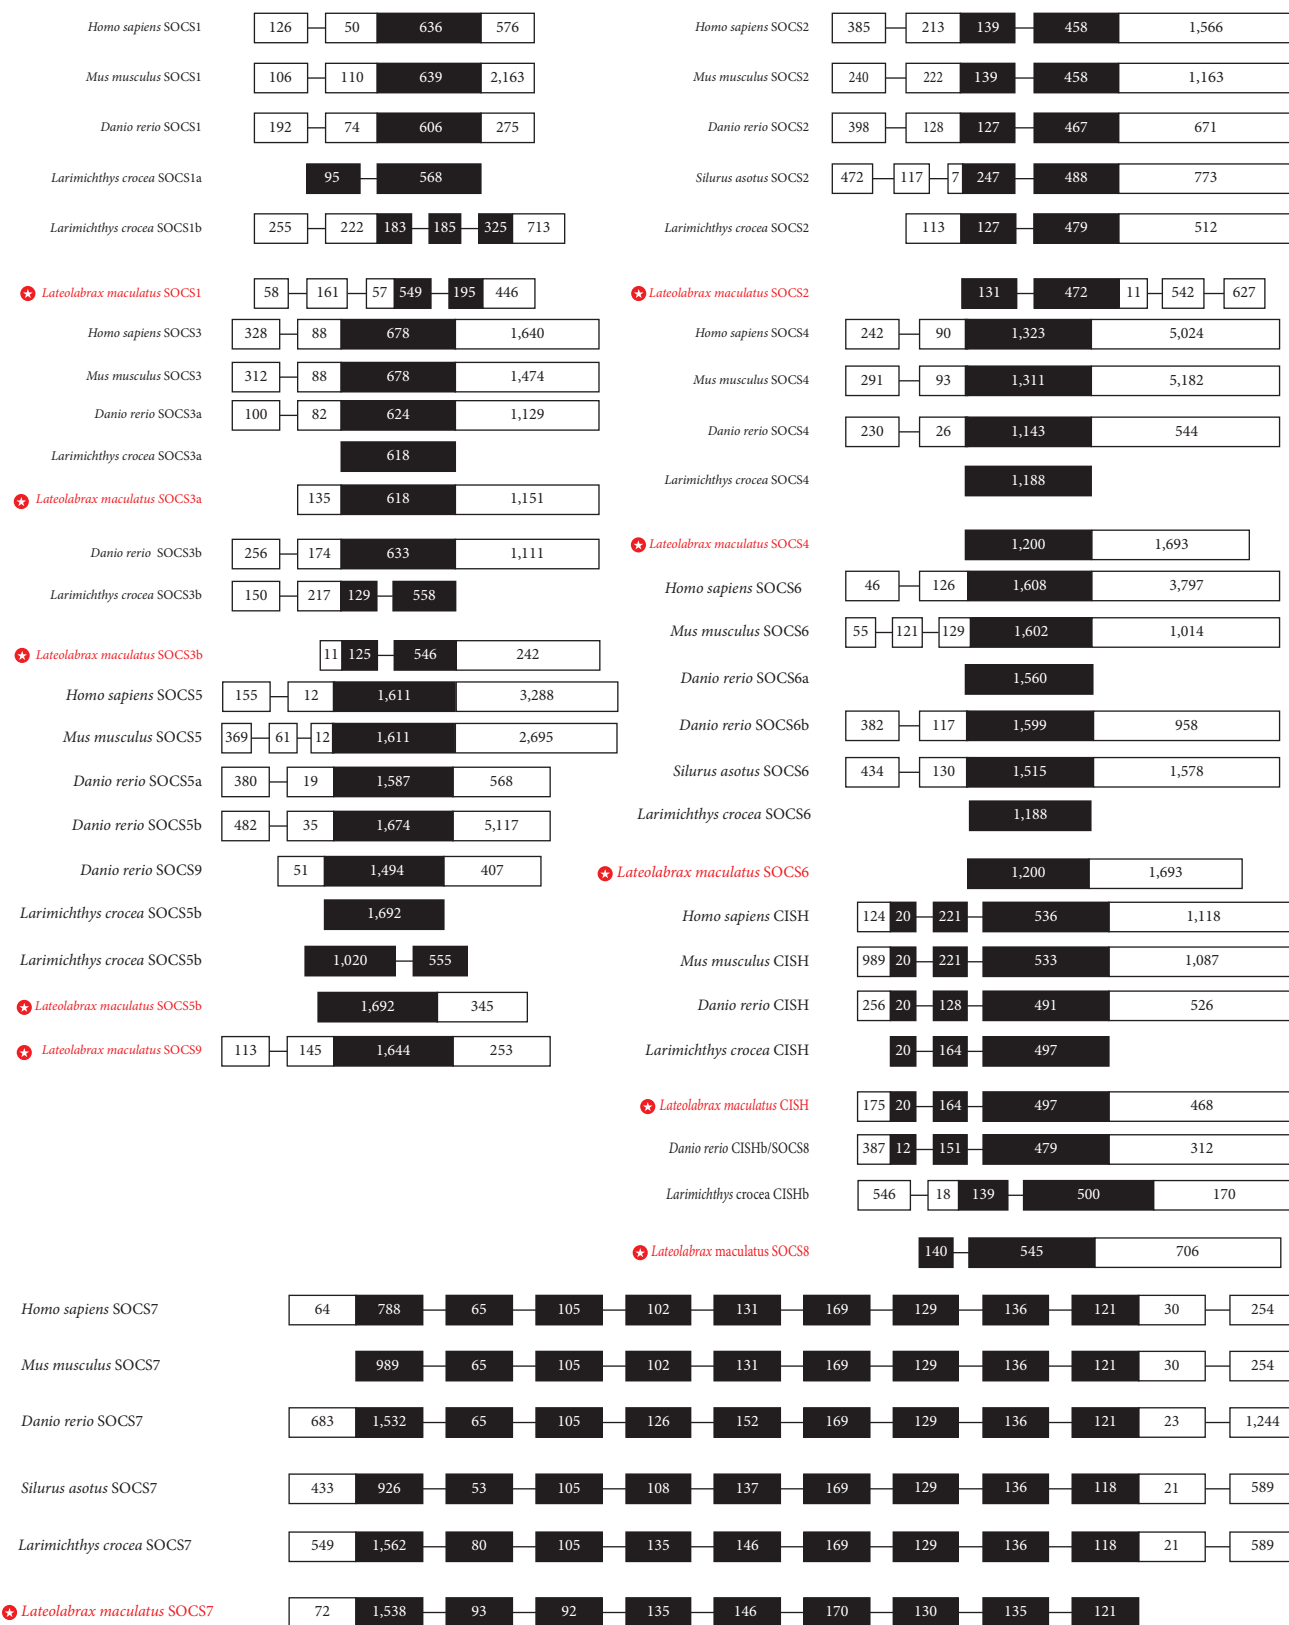 Homo sapiens SOCS1 126 50 636 576
Mus musculus SOCS1 106 110 639 2,163
Danio rerio SOCS1 192 74 606 275
Larimichthys crocea SOCS1a 95 568
Larimichthys crocea SOCS1b 255 222 183 185 325 713
Lateolabrax maculatus SOCS1 58 161 57 549 195 446
Homo sapiens SOCS3 328 88 678 1,640
Mus musculus SOCS3 312 88 678 1,474
Danio rerio SOCS3a 100 82 624 1,129
Larimichthys crocea SOCS3a 618
Lateolabrax maculatus SOCS3a 135 618 1,151
Danio rerio SOCS3b 256 174 633 1,111
Larimichthys crocea SOCS3b 150 217 129 558
Lateolabrax maculatus SOCS3b 11 125 546 242
Homo sapiens SOCS5 155 12 1,611 3,288
Mus musculus SOCS5 369 61 12 1,611 2,695
Danio rerio SOCS5a 380 19 1,587 568
Danio rerio SOCS5b 482 35 1,674 5,117
Danio rerio SOCS9 51 1,494 407
Larimichthys crocea SOCS5b 1,692
Larimichthys crocea SOCS5b 1,020 555
Lateolabrax maculatus SOCS5b 1,692 345
Lateolabrax maculatus SOCS9 113 145 1,644 253
Homo sapiens SOCS2 385 213 139 458 1,566
Mus musculus SOCS2 240 222 139 458 1,163
Danio rerio SOCS2 398 128 127 467 671
Silurus asotus SOCS2 472 117 7 247 488 773
Larimichthys crocea SOCS2 113 127 479 512
Lateolabrax maculatus SOCS2 131 472 11 542 627
Homo sapiens SOCS4 242 90 1,323 5,024
Mus musculus SOCS4 291 93 1,311 5,182
Danio rerio SOCS4 230 26 1,143 544
Larimichthys crocea SOCS4 1,188
Lateolabrax maculatus SOCS4 1,200 1,693
Homo sapiens SOCS6 46 126 1,608 3,797
Mus musculus SOCS6 55 121 129 1,602 1,014
Danio rerio SOCS6a 1,560
Danio rerio SOCS6b 382 117 1,599 958
Silurus asotus SOCS6 434 130 1,515 1,578
Larimichthys crocea SOCS6 1,188
Lateolabrax maculatus SOCS6 1,200 1,693
Homo sapiens CISH 124 20 221 536 1,118
Mus musculus CISH 989 20 221 533 1,087
Danio rerio CISH 256 20 128 491 526
Larimichthys crocea CISH 20 164 497
Lateolabrax maculatus CISH 175 20 164 497 468
Danio rerio CISHb/SOCS8 387 12 151 479 312
Larimichthys crocea CISHb 546 18 139 500 170
Lateolabrax maculatus SOCS8 140 545 706
Homo sapiens SOCS7 64 788 65 105 102 131 169 129 136 121 30 254
Mus musculus SOCS7 989 65 105 102 131 169 129 136 121 30 254
Danio rerio SOCS7 683 1,532 65 105 126 152 169 129 136 121 23 1,244
Silurus asotus SOCS7 433 926 53 105 108 137 169 129 136 118 21 589
Larimichthys crocea SOCS7 549 1,562 80 105 135 146 169 129 136 118 21 589
Lateolabrax maculatus SOCS7 72 1,538 93 92 135 146 170 130 135 121